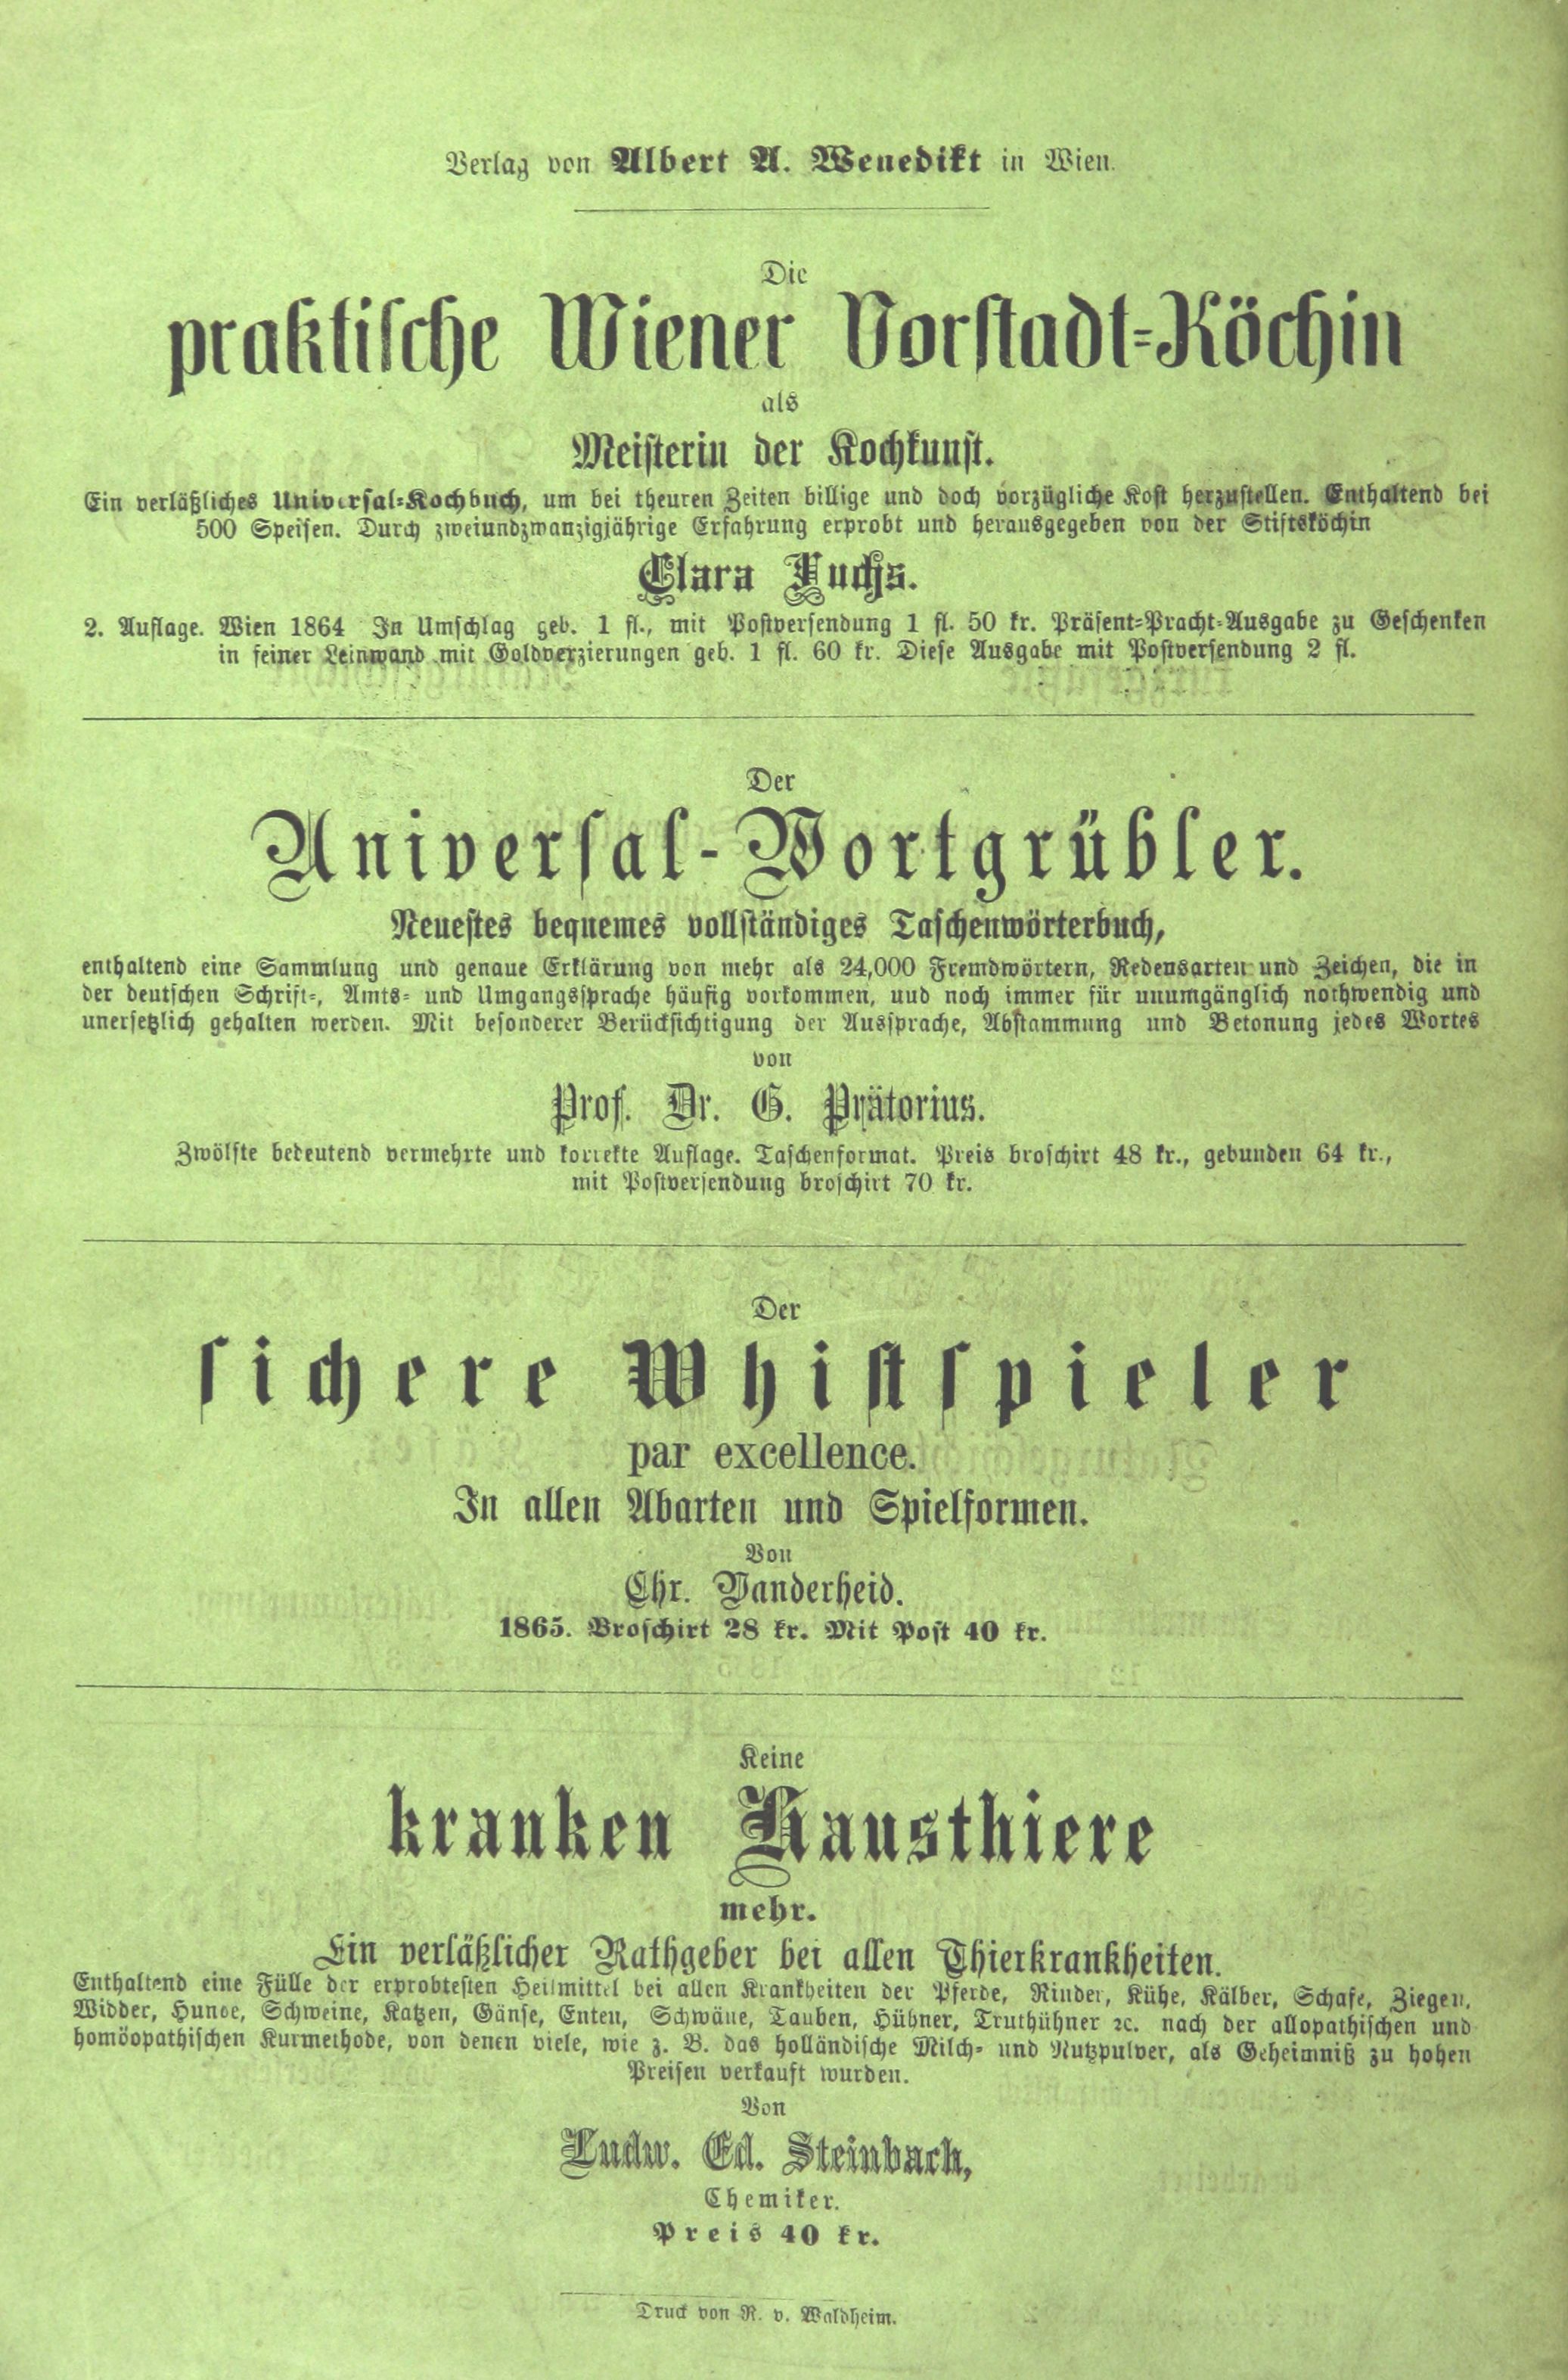 Verlag von Albert A. Wenedikt in Wien.
Die
praktische Wiener Vorstadt-Köchin
als
Meisterin der Kochkunst.
Ein verläßliches Universal-Kochbuch, um bei theuren Zeiten billige und doch vorzügliche Kost herzustellen. Enthaltend bei
500 Speisen. Durch zweiundzwanzigjährige Erfahrung erprobt und herausgegeben von der Stiftsköchin
Clara Fuchs.
2. Auflage. Wien 1864 In Umschlag geb. 1 fl., mit Postversendung 1 fl. 50 kr. Präsent-Pracht-Ausgabe zu Geschenken
in feiner Leinwand mit Goldverzierungen geb. 1 fl. 60 kr. Diese Ausgabe mit Postversendung 2 fl.
Der
Universal-Wortgrübler.
Neuestes bequemes vollständiges Taschenwörterbuch,
enthaltend eine Sammlung und genaue Erklärung von mehr als 24,000 Fremdwörtern, Redensarten und Zeichen, die in
der deutschen Schrift-, Amts- und Umgangssprache häufig vorkommen, uud noch immer für unumgänglich nothwendig und
unersetzlich gehalten werden. Mit besonderer Berücksichtigung der Aussprache, Abstammung und Betonung jedes Wortes
von
Prof. Dr. G. Prätorius.
Zwölfte bedeutend vermehrte und korrekte Auflage. Taschenformat. Preis broschirt 48 kr., gebunden 64 kr.,
mit Postversendung broschirt 70 kr.
Der
sichere Whistspieler
par excellence.
In allen Abarten und Spielformen.
Von
Chr. Vanderheid.
1865. Broschirt 28 kr. Mit Post 40 kr.
Keine
kranken Hausthiere
mehr.
Ein verläßlicher Rathgeber bei allen Thierkrankheiten.
Enthaltend eine Fülle der erprobtesten Heilmittel bei allen Krankheiten der Pferde, Rinder, Kühe, Kälber, Schafe, Ziegen,
Widder, Hunde, Schweine, Katzen, Gänse, Enten, Schwäne, Tauben, Hühner, Truthühner ꝛc. nach der allopathischen und
homöopathischen Kurmethode, von denen viele, wie z. B. das holländische Milch- und Nutzpulver, als Geheimniß zu hohen
Preisen verkauft wurden.
Von
Ludw. Ed. Steinbach,
Chemiker.
Preis 40 kr.
Druck von R. v. Waldheim.